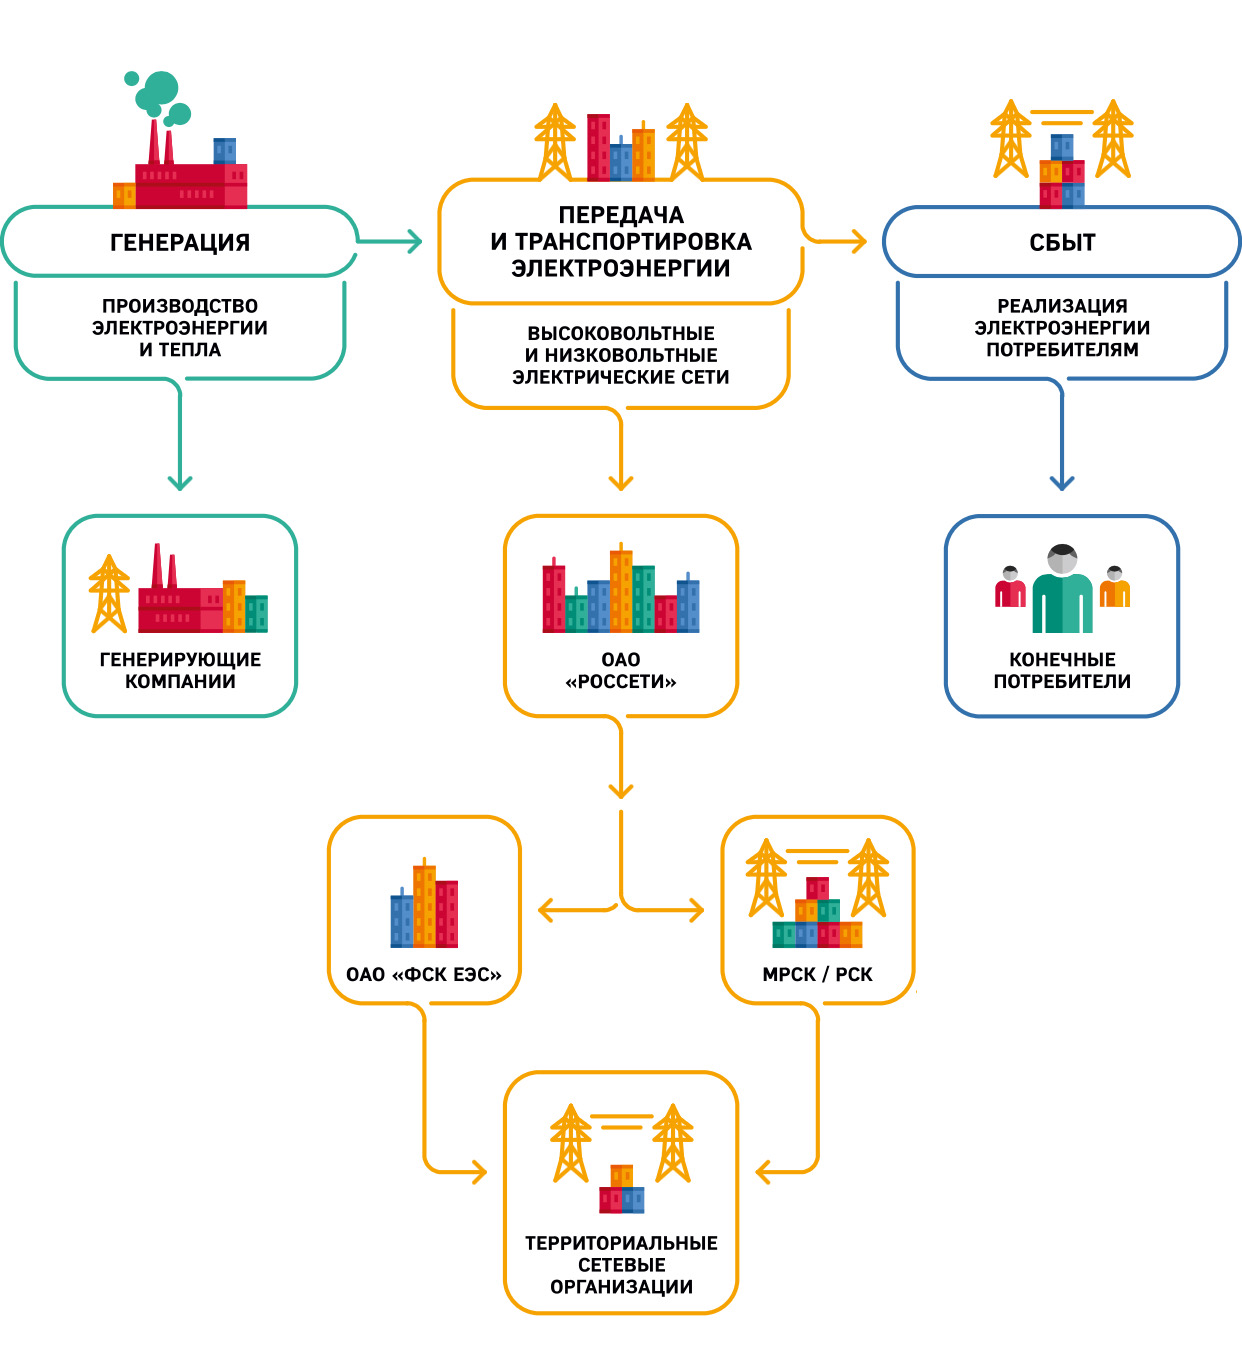 ГЕНЕРАЦИЯ
ПРОИЗВОДСТВО
ЭЛЕКТРОЭНЕРГИИ
И ТЕПЛА
ПЕРЕДАЧА
И ТРАНСПОРТИРОВКА
ЭЛЕКТРОЭНЕРГИИ
ВЫСОКОВОЛЬТНЫЕ
И НИЗКОВОЛЬТНЫЕ
ЭЛЕКТРИЧЕСКИЕ СЕТИ
СБЫТ
РЕАЛИЗАЦИЯ
ЭЛЕКТРОЭНЕРГИИ
ПОТРЕБИТЕЛЯМ
ГЕНЕРИРУЮЩИЕ
КОМПАНИИ
ОАО
«РОССЕТИ»
КОНЕЧНЫЕ
ПОТРЕБИТЕЛИ
ОАО «ФСК ЕЭС»
МРСК / РСК
ТЕРРИТОРИАЛЬНЫЕ
СЕТЕВЫЕ
ОРГАНИЗАЦИИ